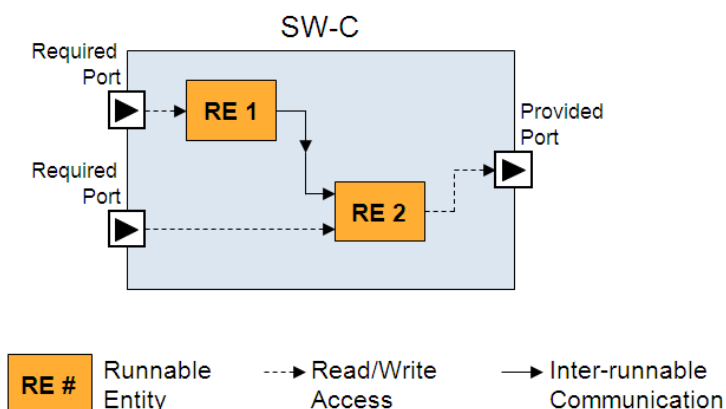 SW-C
Required
Port
RE 1
Provided
Port
Required
Port
RE 2
RE #
Runnable
Entity
Read/Write
Access
Inter-runnable
Communication